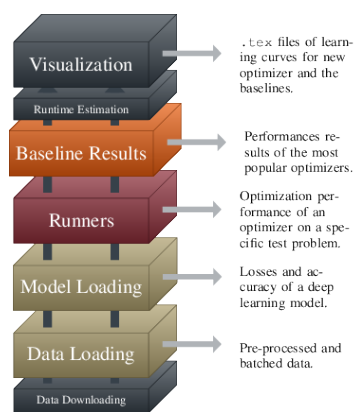 Visualization
.tex files of learn-
ing curves for new
optimizer and the
baselines.
Runtime Estimation
Baseline Results
Performances re-
sults of the most
popular optimizers.
Runners
Optimization per-
formance of an
optimizer on a spe-
cific test problem.
Model Loading
Losses and ac-
curacy of a deep
learning model.
Data Loading
Pre-processed and
batched data.
Data Downloading